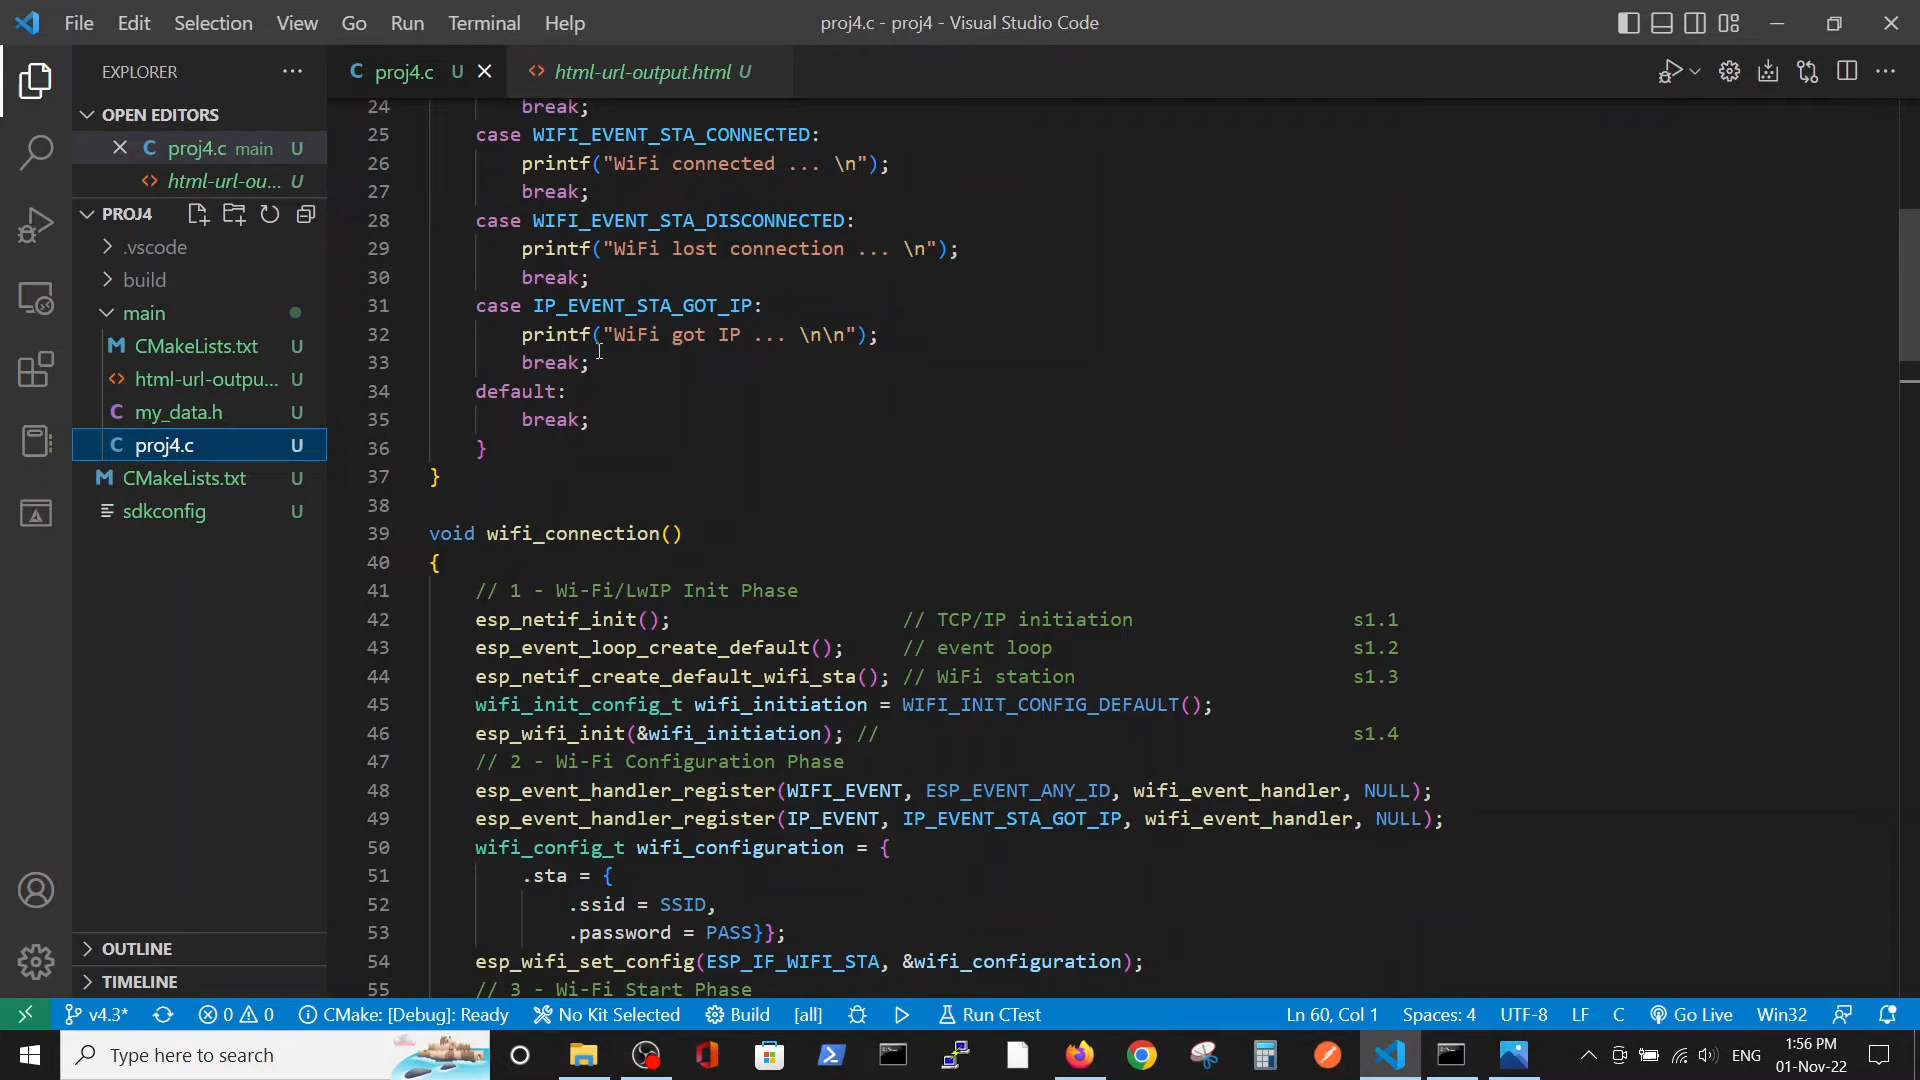 File Edit Selection View Go Run Terminal Help proj4.c - proj4 - Visual Studio Code
EXPLORER
OPEN EDITORS
proj4.c main U
html-url-ou... U
PROJ4
.vscode
build
main
CMakeLists.txt U
html-url-outpu... U
my_data.h U
proj4.c U
CMakeLists.txt U
sdkconfig U
OUTLINE
TIMELINE
proj4.c U html-url-output.html U
24 break;
25 case WIFI_EVENT_STA_CONNECTED:
26 printf("WiFi connected ... \n");
27 break;
28 case WIFI_EVENT_STA_DISCONNECTED:
29 printf("WiFi lost connection ... \n");
30 break;
31 case IP_EVENT_STA_GOT_IP:
32 printf("WiFi got IP ... \n\n");
33 break;
34 default:
35 break;
36 }
37 }
38
39 void wifi_connection()
40 {
41 // 1 - Wi-Fi/LwIP Init Phase
42 esp_netif_init(); // TCP/IP initiation s1.1
43 esp_event_loop_create_default(); // event loop s1.2
44 esp_netif_create_default_wifi_sta(); // WiFi station s1.3
45 wifi_init_config_t wifi_initiation = WIFI_INIT_CONFIG_DEFAULT();
46 esp_wifi_init(&wifi_initiation); // s1.4
47 // 2 - Wi-Fi Configuration Phase
48 esp_event_handler_register(WIFI_EVENT, ESP_EVENT_ANY_ID, wifi_event_handler, NULL);
49 esp_event_handler_register(IP_EVENT, IP_EVENT_STA_GOT_IP, wifi_event_handler, NULL);
50 wifi_config_t wifi_configuration = {
51 .sta = {
52 .ssid = SSID,
53 .password = PASS}};
54 esp_wifi_set_config(ESP_IF_WIFI_STA, &wifi_configuration);
55 // 3 - Wi-Fi Start Phase
v4.3* 0 0 CMake: [Debug]: Ready No Kit Selected Build [all] Run CTest Ln 60, Col 1 Spaces: 4 UTF-8 LF C Go Live Win32
Type here to search ENG 1:56 PM
01-Nov-22